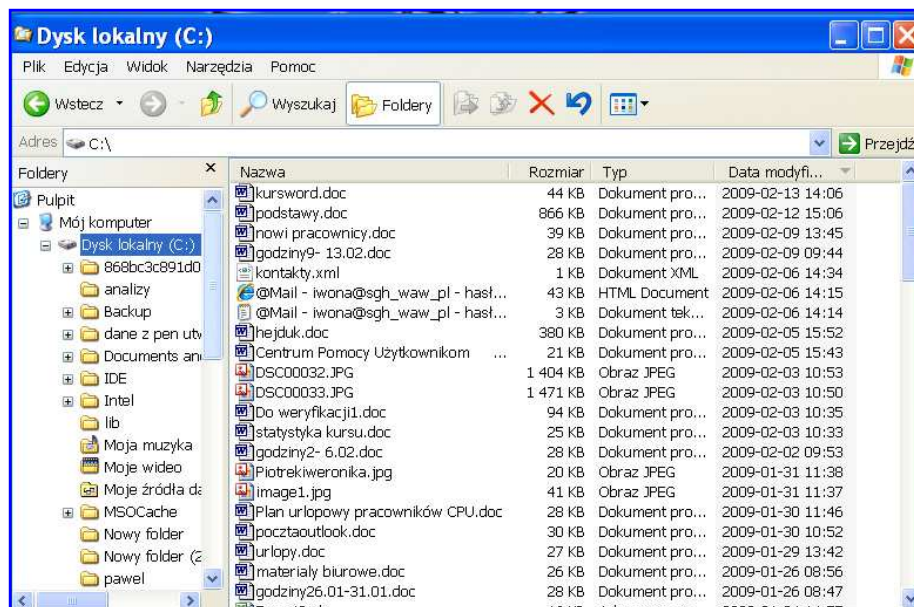 Dysk lokalny (C:)
Plik Edycja Widok Narzędzia Pomoc
Wstecz Wyszukaj Foldery
Adres C:\ Przejdź
Foldery
Pulpit
Mój komputer
Dysk lokalny (C:)
868bc3c891d0
analizy
Backup
dane z pen utw
Documents an
IDE
Intel
lib
Moja muzyka
Moje wideo
Moje źródła da
MSOCache
Nowy folder
Nowy folder (2
pawel
Nazwa Rozmiar Typ Data modyfi...
kursword.doc 44 KB Dokument pro... 2009-02-13 14:06
podstawy.doc 866 KB Dokument pro... 2009-02-12 15:06
nowi pracownicy.doc 39 KB Dokument pro... 2009-02-09 13:45
godziny9- 13.02.doc 28 KB Dokument pro... 2009-02-09 09:44
kontakty.xml 1 KB Dokument XML 2009-02-06 14:34
@Mail - iwona@sgh_waw_pl - hasł... 43 KB HTML Document 2009-02-06 14:15
@Mail - iwona@sgh_waw_pl - hasł... 3 KB Dokument tek... 2009-02-06 14:14
hejduk.doc 380 KB Dokument pro... 2009-02-05 15:52
Centrum Pomocy Użytkownikom ... 21 KB Dokument pro... 2009-02-05 15:43
DSC00032.JPG 1 404 KB Obraz JPEG 2009-02-03 10:53
DSC00033.JPG 1 471 KB Obraz JPEG 2009-02-03 10:50
Do weryfikacji1.doc 94 KB Dokument pro... 2009-02-03 10:35
statystyka kursu.doc 25 KB Dokument pro... 2009-02-03 10:33
godziny2- 6.02.doc 28 KB Dokument pro... 2009-02-02 09:53
Piotrekiweronika.jpg 20 KB Obraz JPEG 2009-01-31 11:38
image1.jpg 41 KB Obraz JPEG 2009-01-31 11:37
Plan urlopowy pracowników CPU.doc 28 KB Dokument pro... 2009-01-30 11:46
pocztaoutlook.doc 30 KB Dokument pro... 2009-01-30 10:52
urlopy.doc 27 KB Dokument pro... 2009-01-29 13:42
materialy biurowe.doc 26 KB Dokument pro... 2009-01-26 08:56
godziny26.01-31.01.doc 28 KB Dokument pro... 2009-01-26 08:47